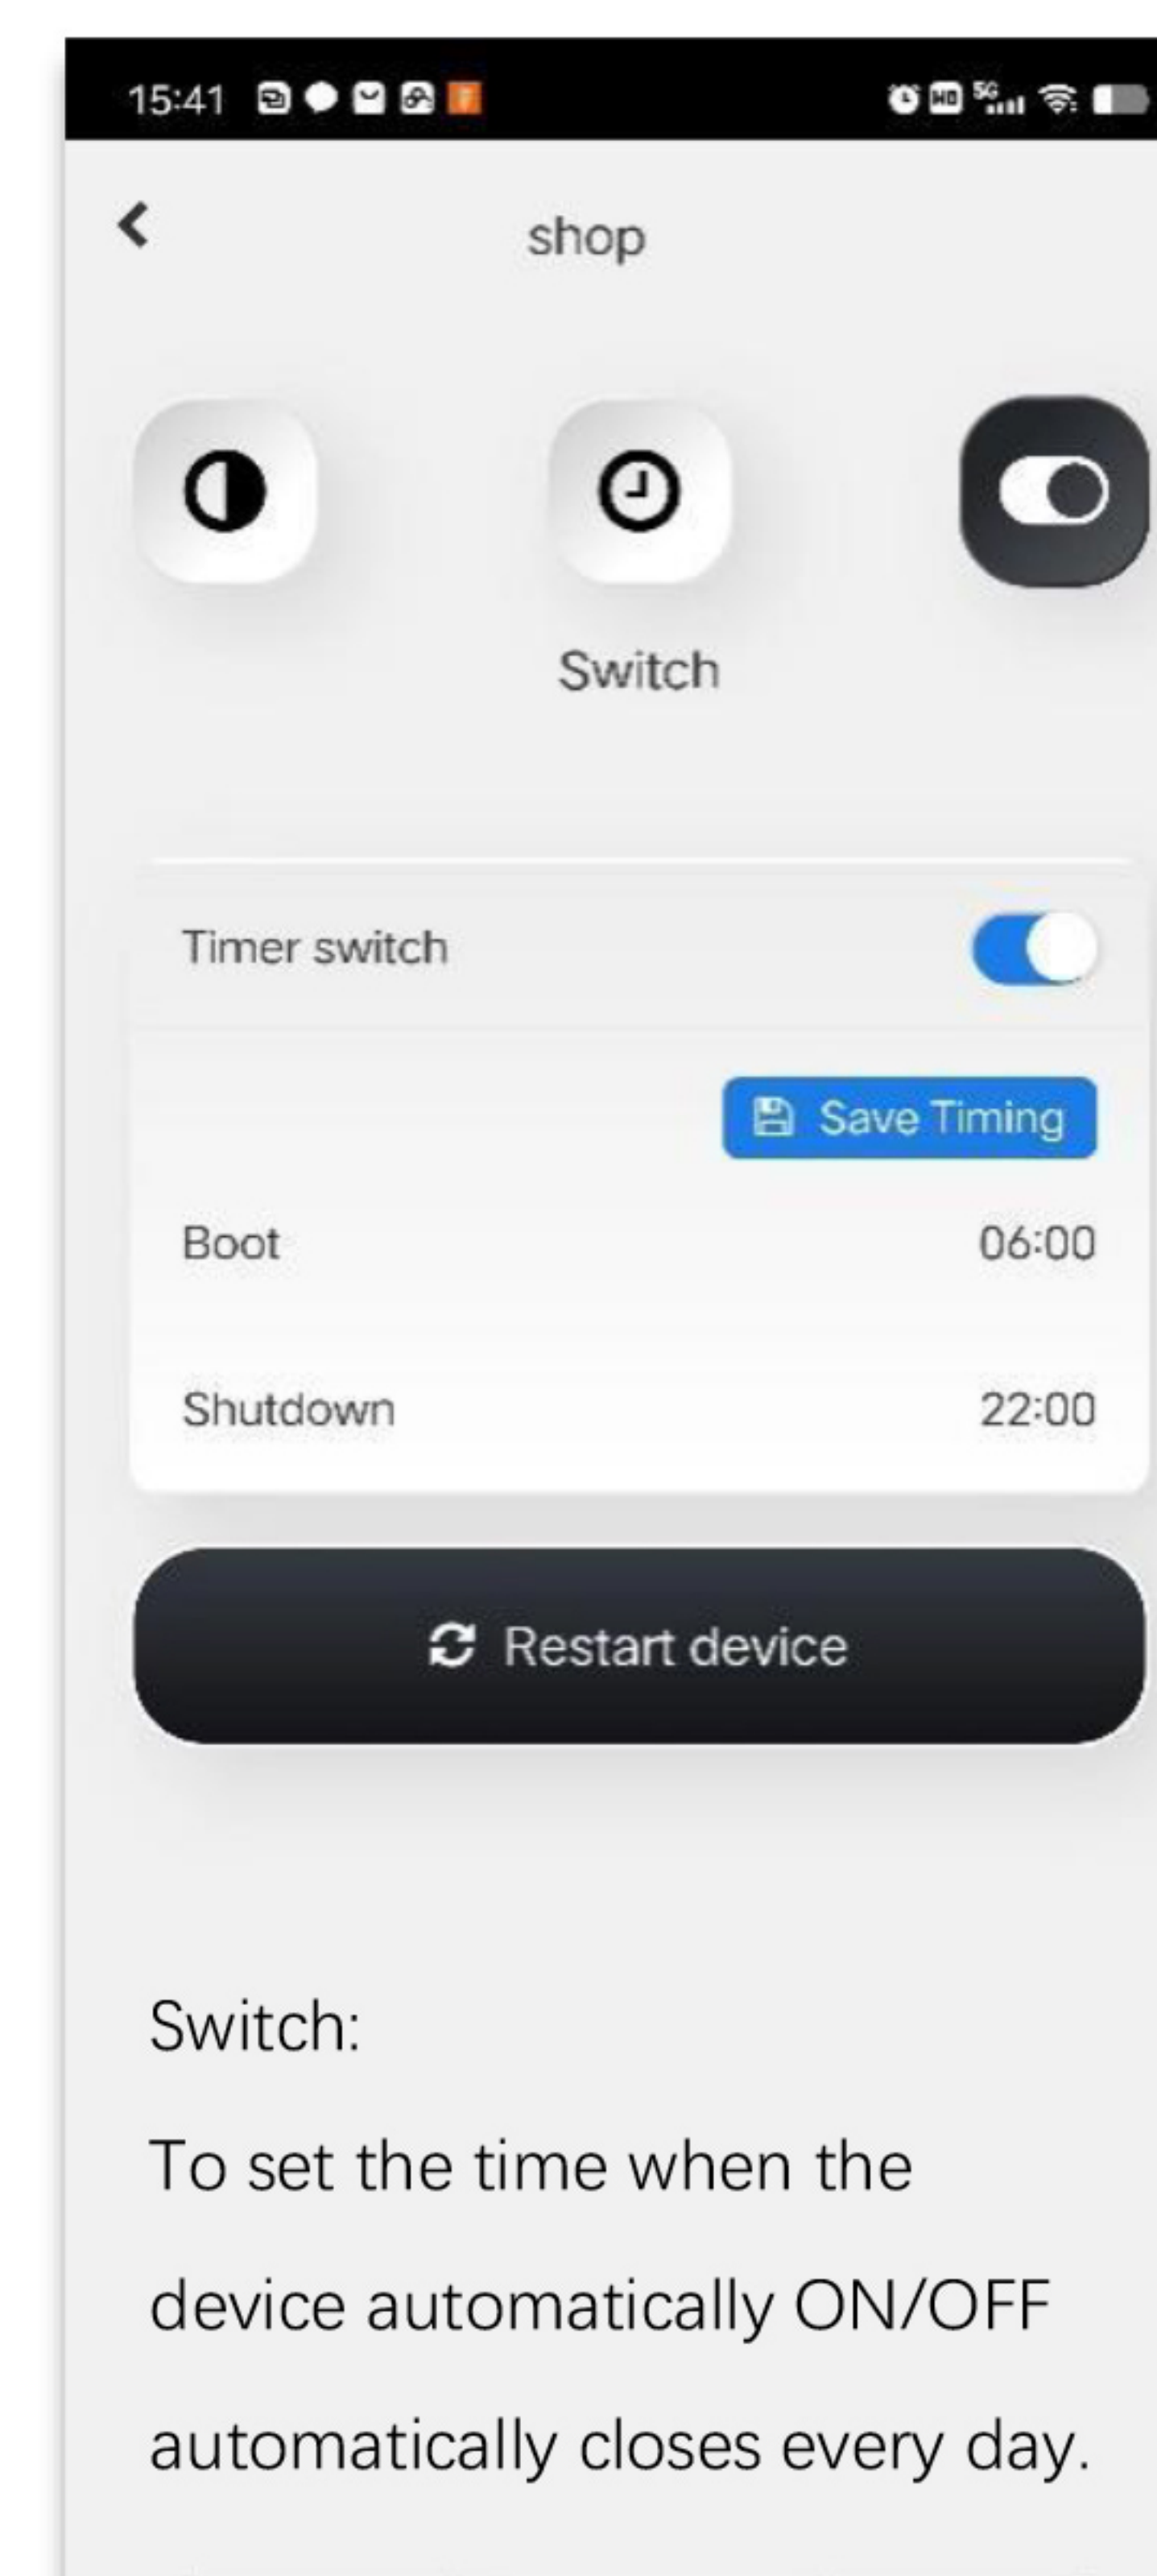 15:41
5G
shop
Switch
Timer switch
Save Timing
Boot 06:00
Shutdown 22:00
Restart device
Switch:
To set the time when the
device automatically ON/OFF
automatically closes every day.